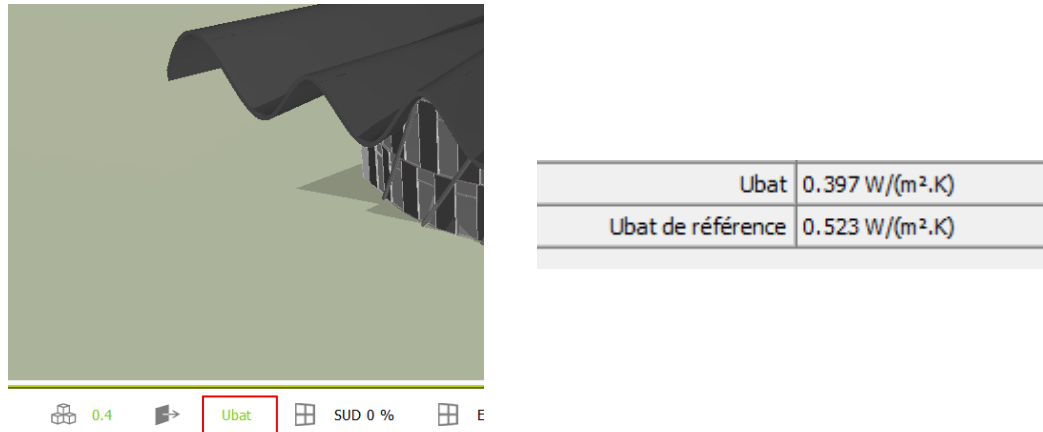 Ubat 0.397 W/(m².K)
Ubat de référence 0.523 W/(m².K)
0.4 Ubat SUD 0 % E